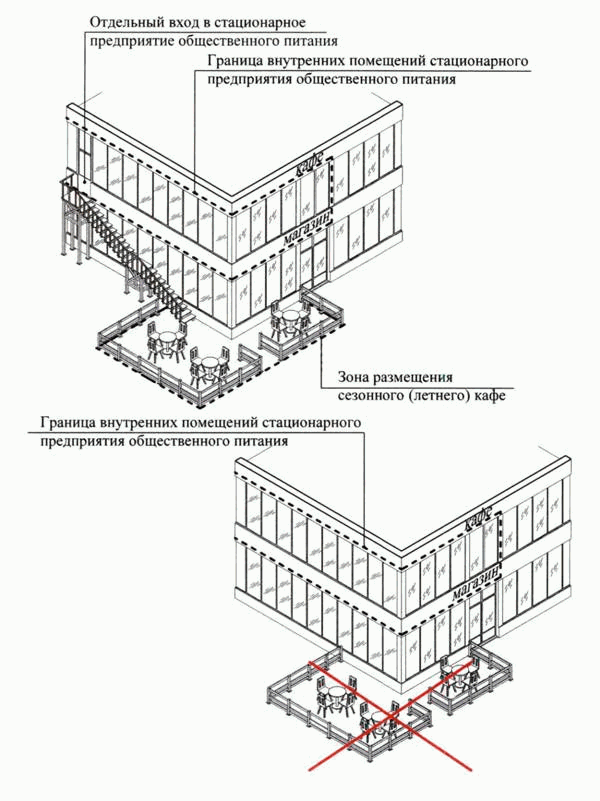 Отдельный вход в стационарное
предприятие общественного питания
Граница внутренних помещений стационарного
предприятия общественного питания
кафе
магазин
Зона размещения
сезонного (летнего) кафе
Граница внутренних помещений стационарного
предприятия общественного питания
кафе
магазин